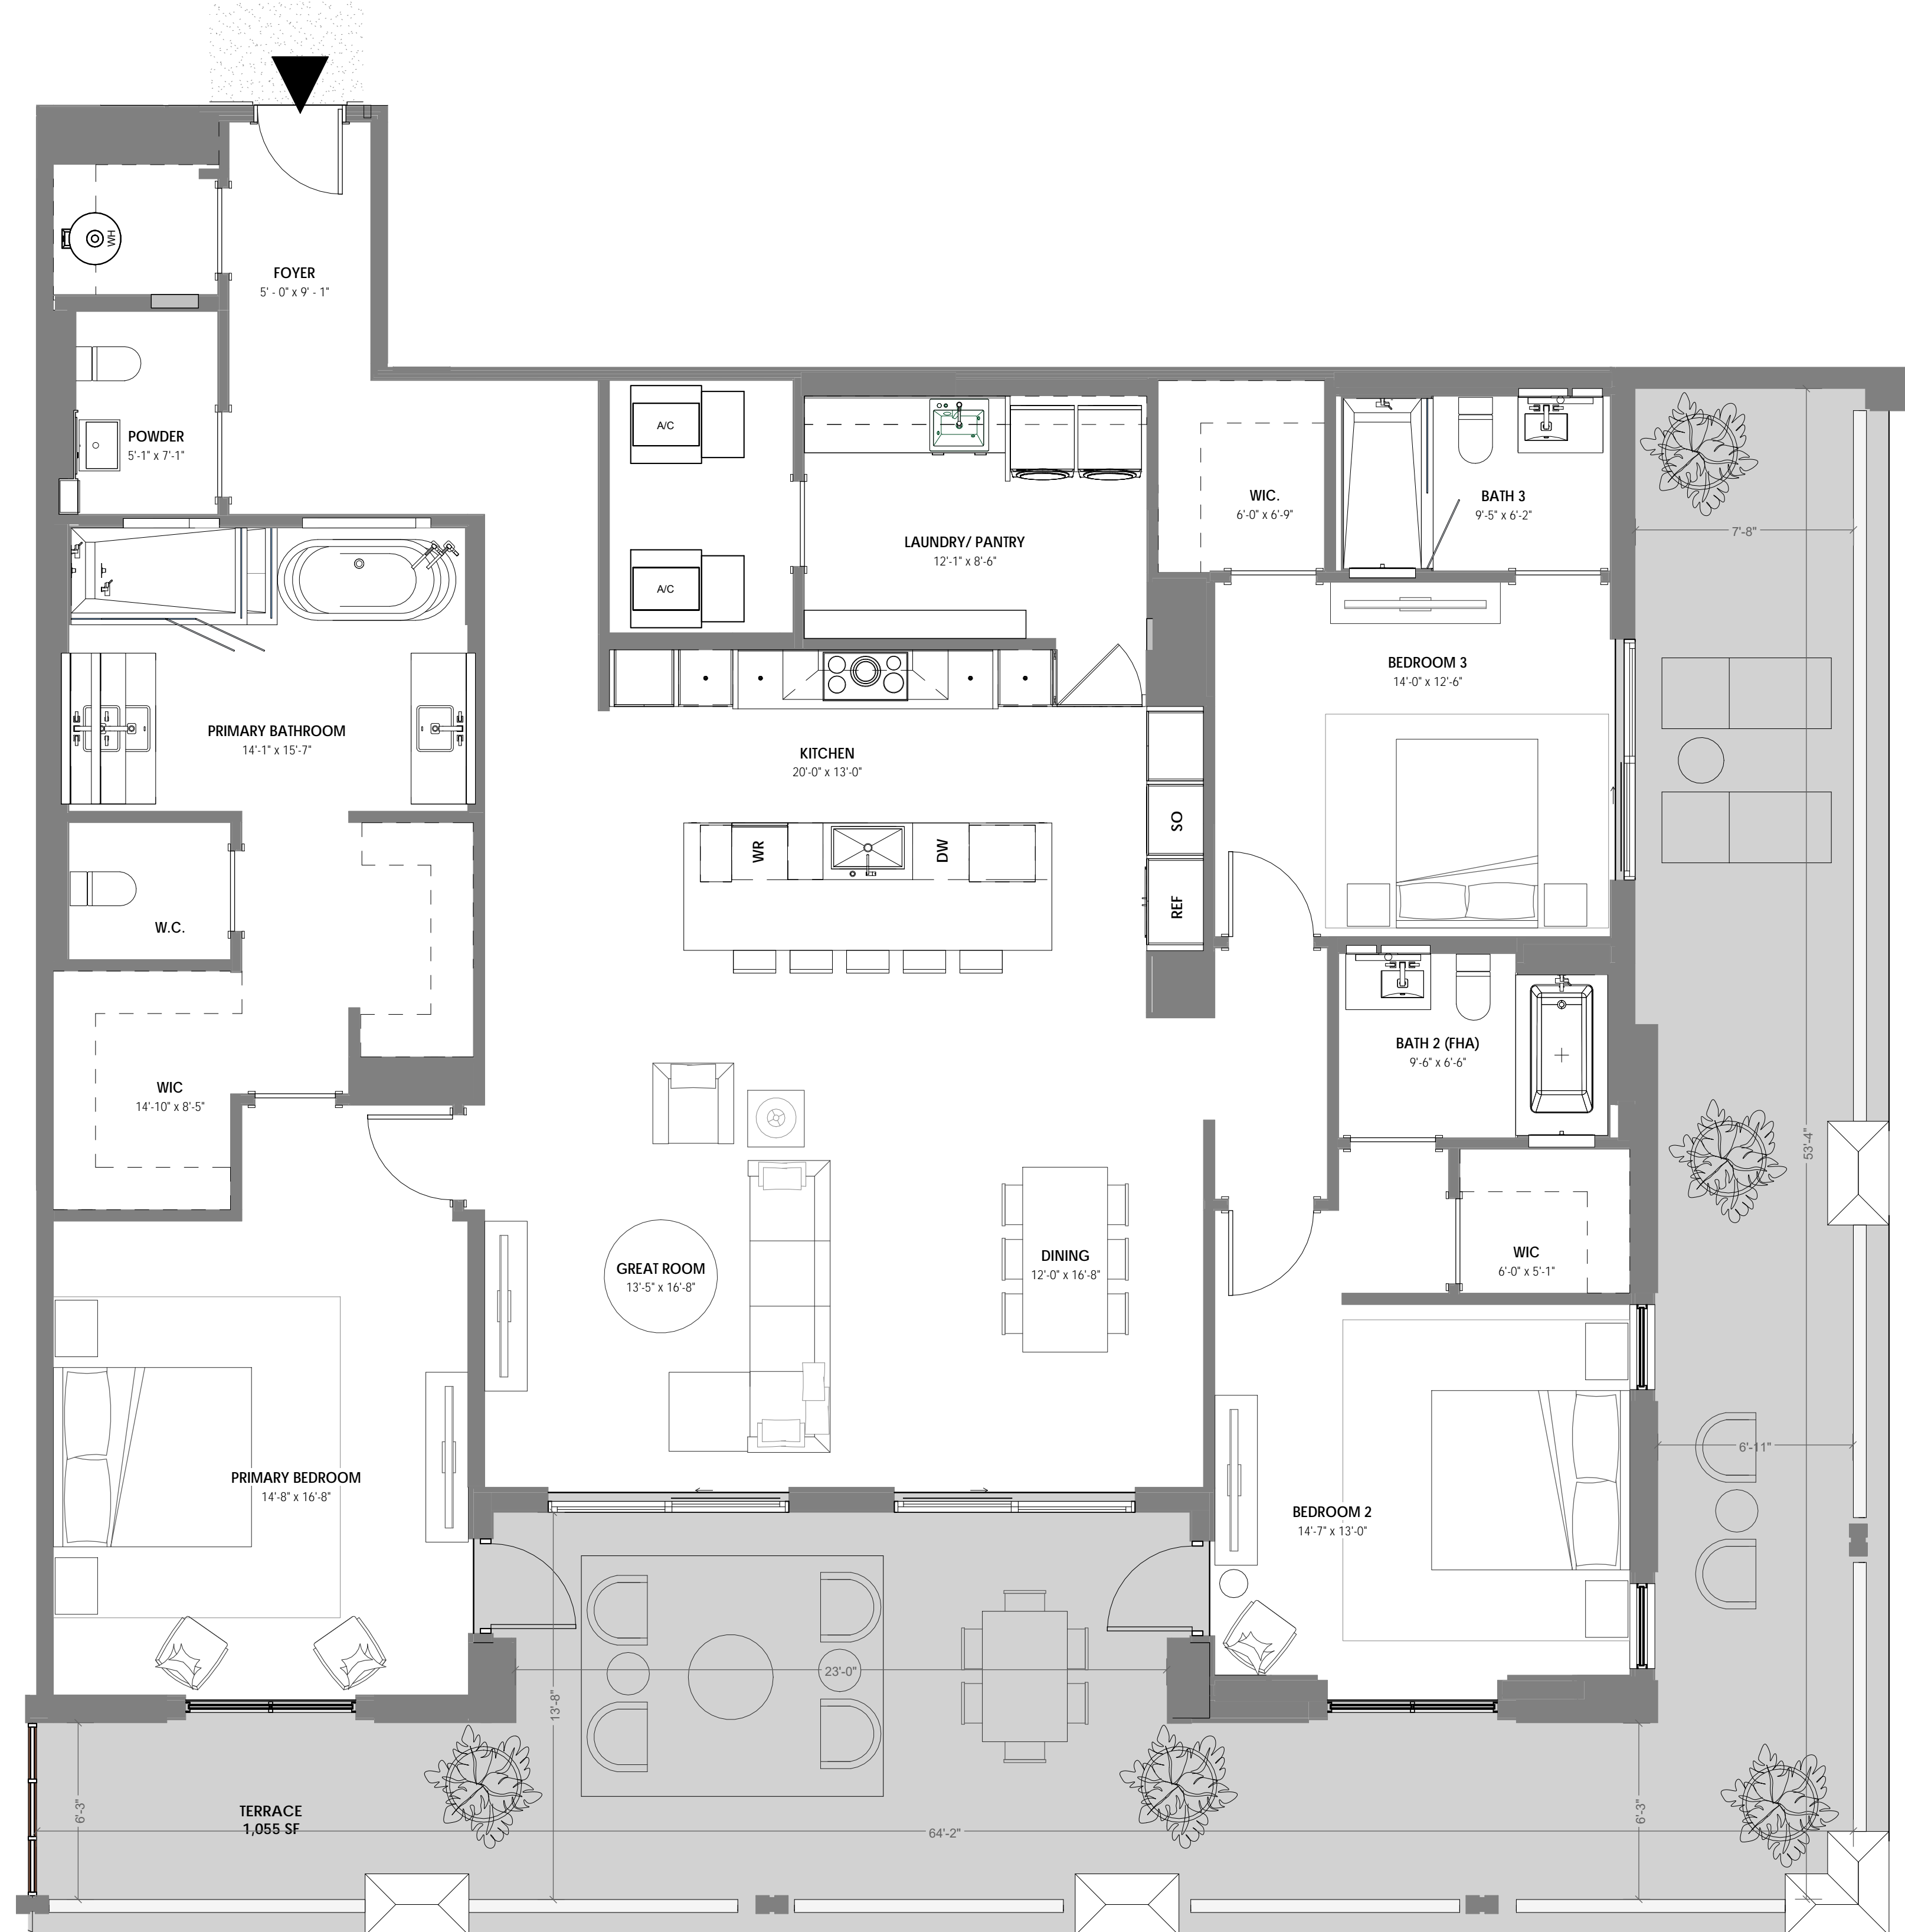 WH
FOYER
5' - 0" x 9' - 1"
POWDER
5'-1" x 7'-1"
A/C
A/C
LAUNDRY/ PANTRY
12'-1" x 8'-6"
WIC.
6'-0" x 6'-9"
BATH 3
9'-5" x 6'-2"
7'-8"
BEDROOM 3
14'-0" x 12'-6"
PRIMARY BATHROOM
14'-1" x 15'-7"
KITCHEN
20'-0" x 13'-0"
WR
DW
SO
REF
W.C.
BATH 2 (FHA)
9'-6" x 6'-6"
WIC
14'-10" x 8'-5"
53'-4"
WIC
6'-0" x 5'-1"
GREAT ROOM
13'-5" x 16'-8"
DINING
12'-0" x 16'-8"
6'-11"
PRIMARY BEDROOM
14'-8" x 16'-8"
BEDROOM 2
14'-7" x 13'-0"
23'-0"
13'-8"
6'-3"
TERRACE
1,055 SF
64'-2"
6'-3"